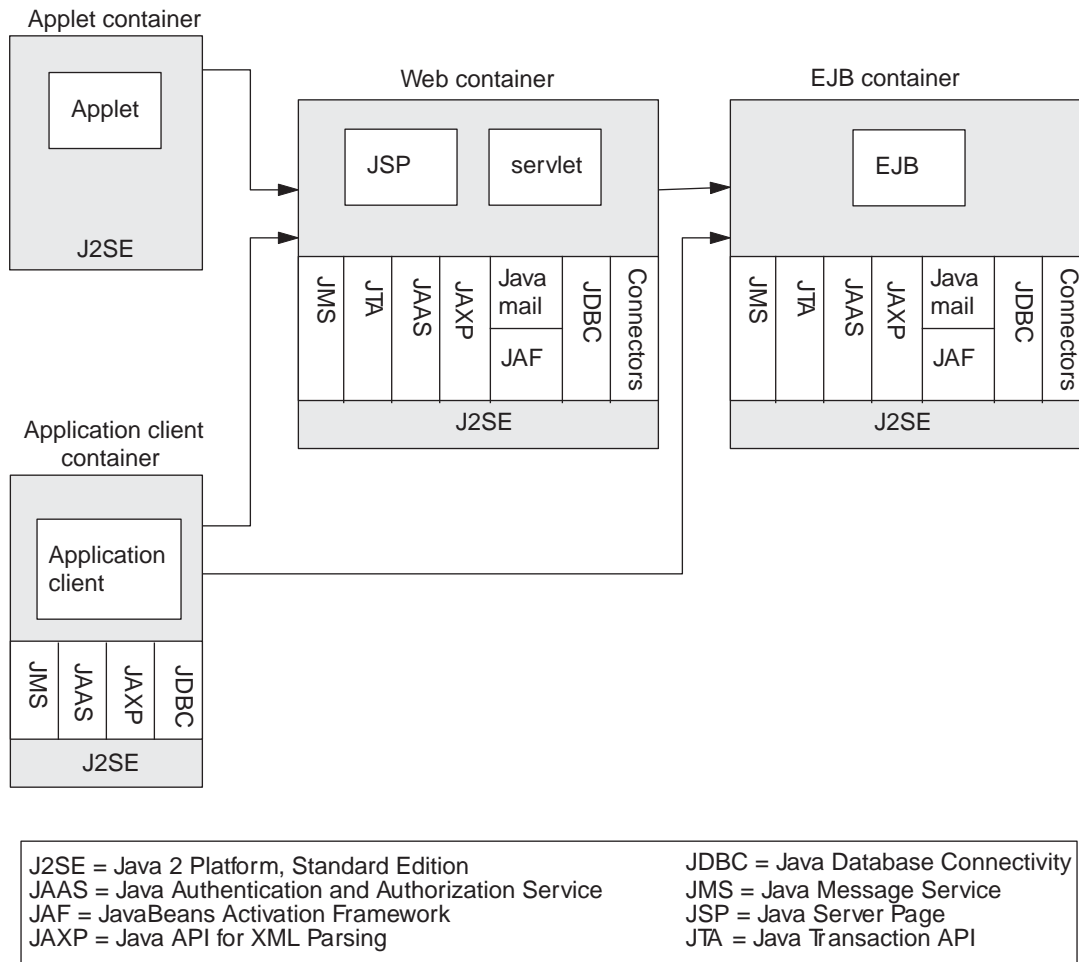 Applet container
Applet
J2SE
Web container
JSP
servlet
JMS
JTA
JAAS
JAXP
Java
mail
JAF
JDBC
Connectors
J2SE
EJB container
EJB
JMS
JTA
JAAS
JAXP
Java
mail
JAF
JDBC
Connectors
J2SE
Application client
container
Application
client
JMS
JAAS
JAXP
JDBC
J2SE
J2SE = Java 2 Platform, Standard Edition
JAAS = Java Authentication and Authorization Service
JAF = JavaBeans Activation Framework
JAXP = Java API for XML Parsing
JDBC = Java Database Connectivity
JMS = Java Message Service
JSP = Java Server Page
JTA = Java Transaction API